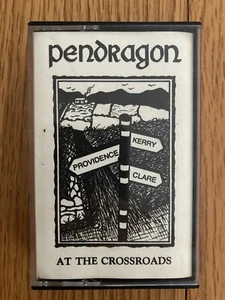 pendragon
KERRY
PROVIDENCE
CLARE
AT THE CROSSROADS